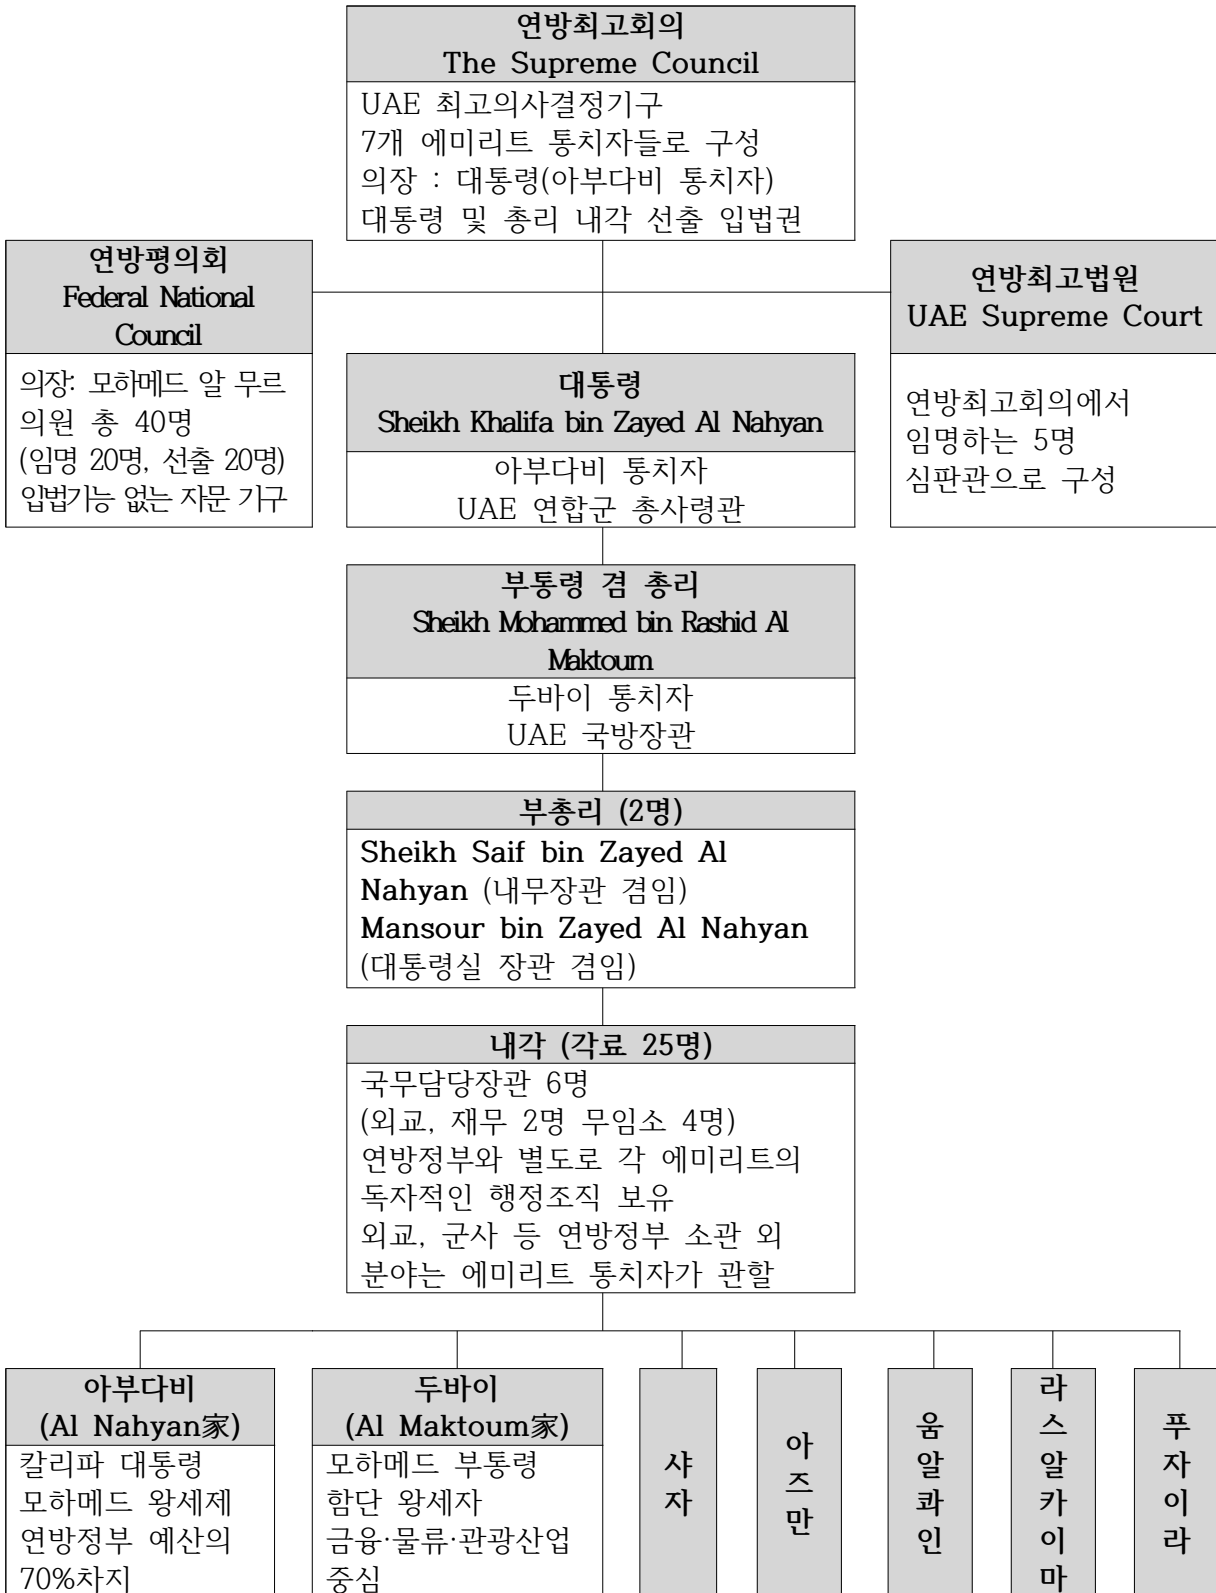 연방최고회의
The Supreme Council
UAE 최고의사결정기구
7개 에미리트 통치자들로 구성
의장 : 대통령(아부다비 통치자)
대통령 및 총리 내각 선출 입법권
연방평의회
Federal National
Council
의장: 모하메드 알 무르
의원 총 40명
(임명 20명, 선출 20명)
입법기능 없는 자문 기구
연방최고법원
UAE Supreme Court
연방최고회의에서
임명하는 5명
심판관으로 구성
대통령
Sheikh Khalifa bin Zayed Al Nahyan
아부다비 통치자
UAE 연합군 총사령관
부통령 겸 총리
Sheikh Mohammed bin Rashid Al
Maktoum
두바이 통치자
UAE 국방장관
부총리 (2명)
Sheikh Saif bin Zayed Al
Nahyan (내무장관 겸임)
Mansour bin Zayed Al Nahyan
(대통령실 장관 겸임)
내각 (각료 25명)
국무담당장관 6명
(외교, 재무 2명 무임소 4명)
연방정부와 별도로 각 에미리트의
독자적인 행정조직 보유
외교, 군사 등 연방정부 소관 외
분야는 에미리트 통치자가 관할
아부다비
(Al Nahyan家)
칼리파 대통령
모하메드 왕세제
연방정부 예산의
70%차지
두바이
(Al Maktoum家)
모하메드 부통령
함단 왕세자
금융·물류·관광산업
중심
샤자
아즈만
움알콰인
라스알카이마
푸자이라